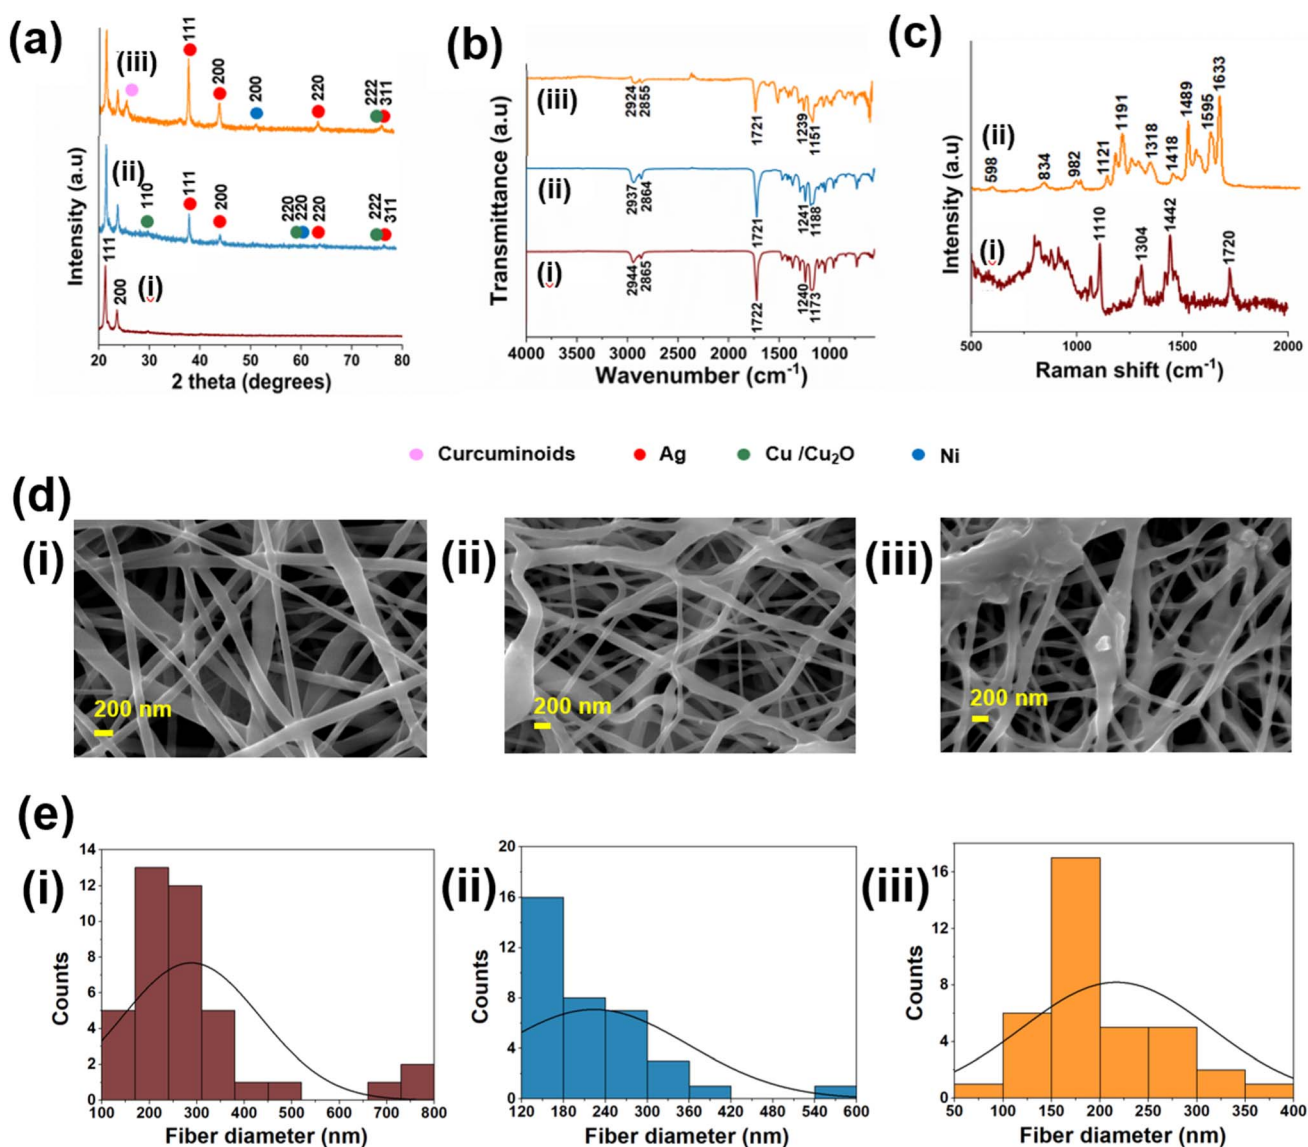 (a)
Intensity (a.u)
(iii)
111
200
200
220
222
311
(ii)
110
111
200
220
220
220
222
311
111
200
(i)
20 30 40 50 60 70 80
2 theta (degrees)
(b)
Transmittance (a.u)
(iii)
2924
2855
1721
1239
1151
(ii)
2937
2864
1721
1241
1188
(i)
2944
2865
1722
1240
1173
4000 3500 3000 2500 2000 1500 1000
Wavenumber (cm⁻¹)
(c)
Intensity (a.u)
(ii)
598
834
982
1121
1191
1318
1418
1489
1595
1633
(i)
1110
1304
1442
1720
500 1000 1500 2000
Raman shift (cm⁻¹)
Curcuminoids Ag Cu /Cu₂O Ni
(d)
(i)
200 nm
(ii)
200 nm
(iii)
200 nm
(e)
(i)
Counts
14
12
10
8
6
4
2
0
100 200 300 400 500 600 700 800
Fiber diameter (nm)
(ii)
Counts
20
16
12
8
4
0
120 180 240 300 360 420 480 540 600
Fiber diameter (nm)
(iii)
Counts
16
12
8
4
0
50 100 150 200 250 300 350 400
Fiber diameter (nm)